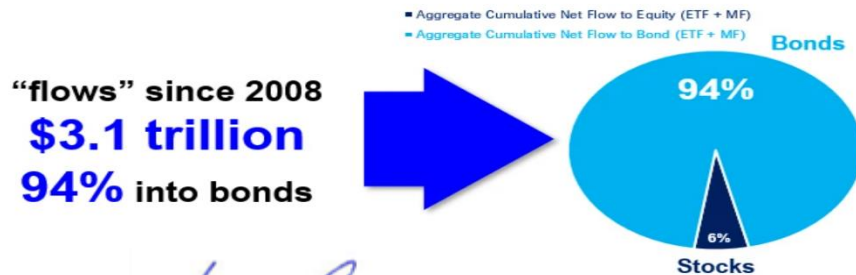 ▪ Aggregate Cumulative Net Flow to Equity (ETF + MF)
▪ Aggregate Cumulative Net Flow to Bond (ETF + MF)
Bonds
“flows” since 2008
$3.1 trillion
94% into bonds
94%
6%
Stocks